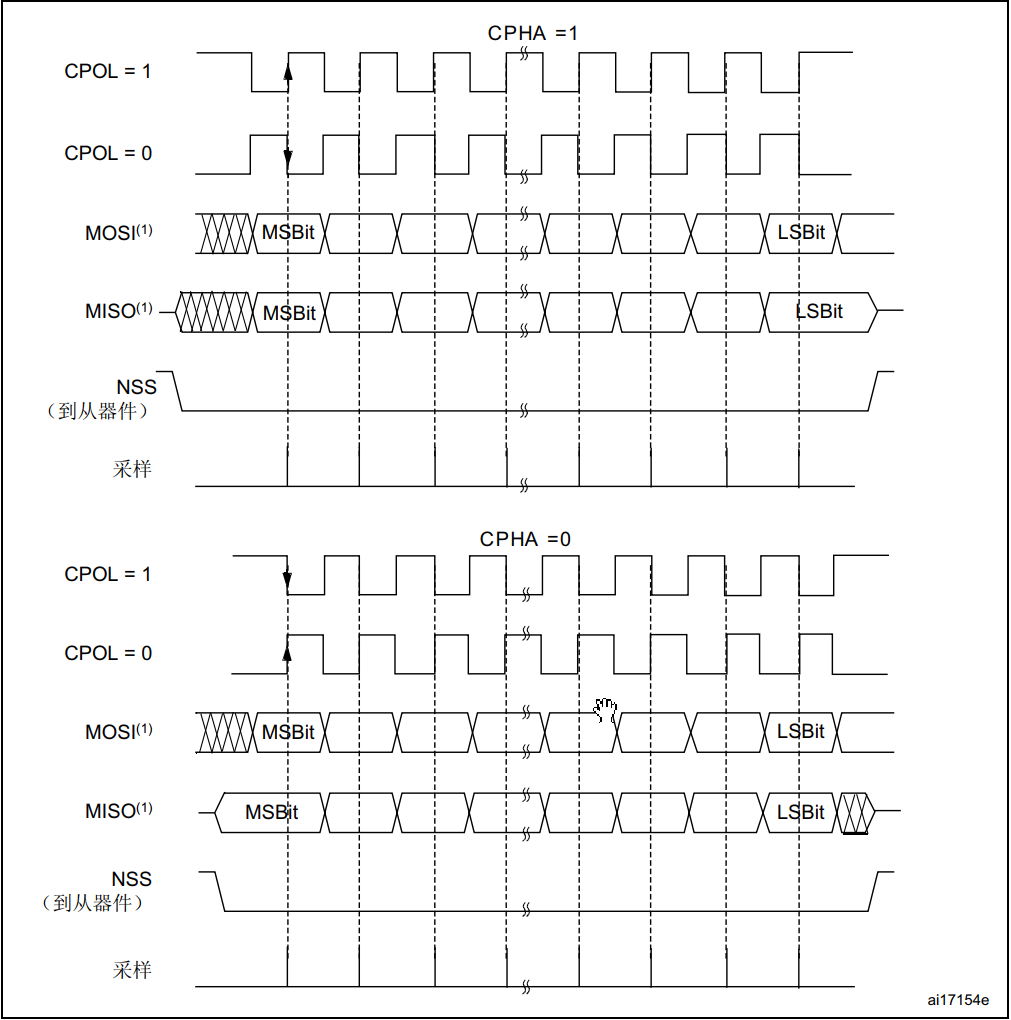 CPHA =1
CPOL = 1
CPOL = 0
MOSI(1)
MSBit
LSBit
MISO(1)
MSBit
LSBit
NSS
（到从器件）
采样
CPHA =0
CPOL = 1
CPOL = 0
MOSI(1)
MSBit
LSBit
MISO(1)
MSBit
LSBit
NSS
（到从器件）
采样
ai17154e